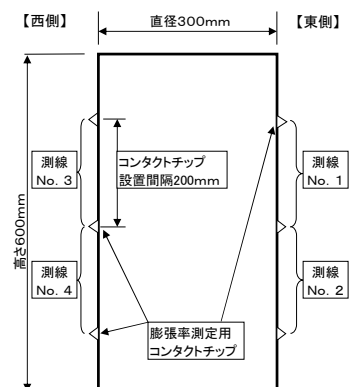 【西側】
直径300mm
【東側】
高さ600mm
測線
No. 3
コンタクトチップ
設置間隔200mm
測線
No. 1
測線
No. 4
測線
No. 2
膨張率測定用
コンタクトチップ